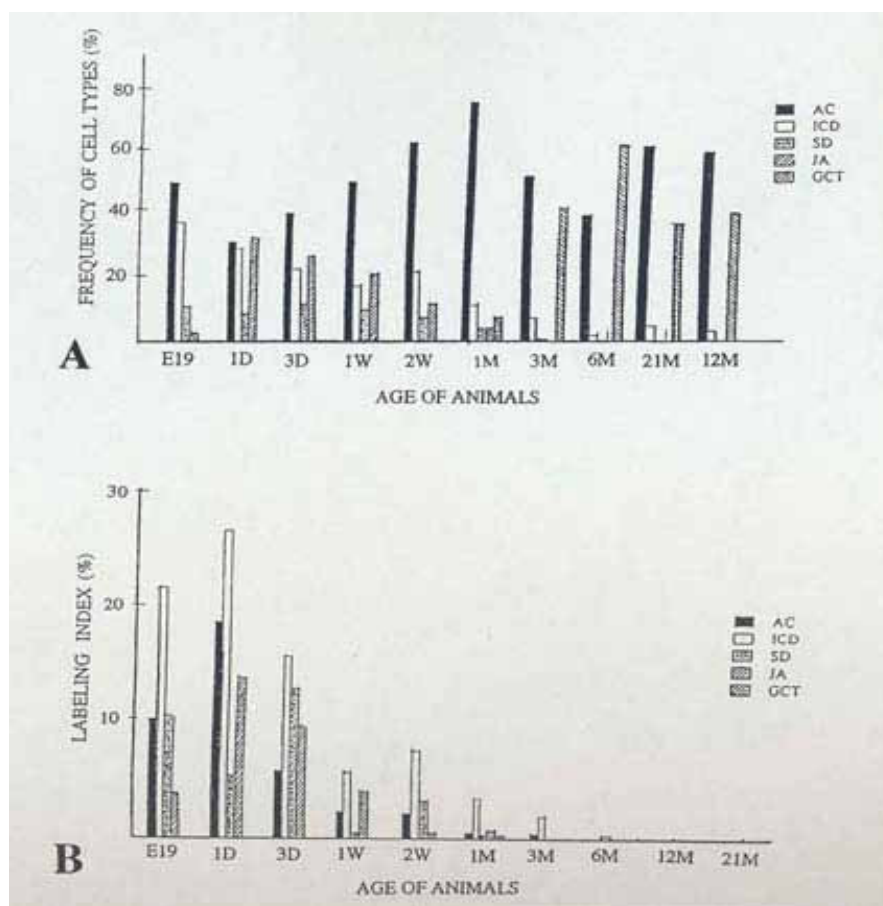 FREQUENCY OF CELL TYPES (%)
80
60
40
20
AC
ICD
SD
JA
GCT
A
E19 1D 3D 1W 2W 1M 3M 6M 21M 12M
AGE OF ANIMALS
LABELING INDEX (%)
30
20
10
AC
ICD
SD
JA
GCT
B
E19 1D 3D 1W 2W 1M 3M 6M 12M 21M
AGE OF ANIMALS